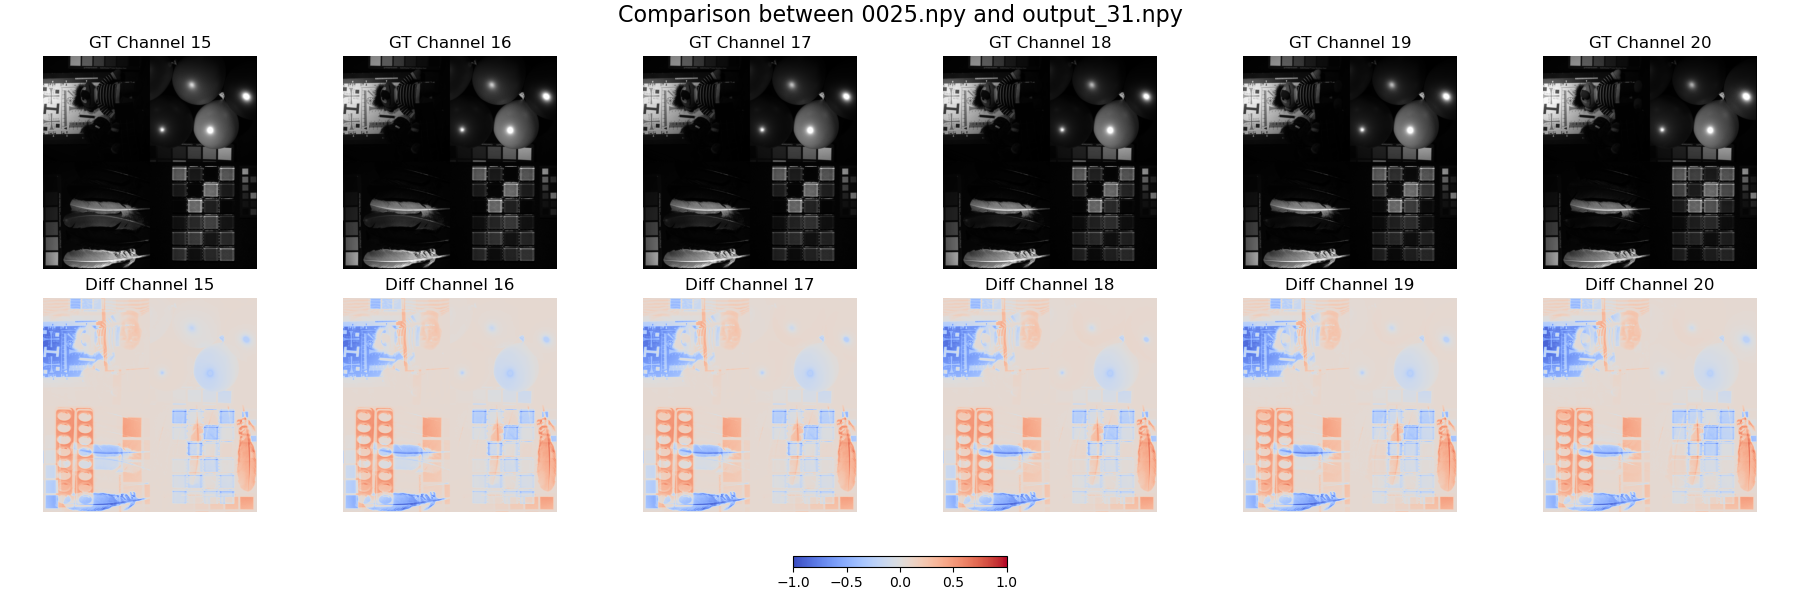 Comparison between 0025.npy and output_31.npy
GT Channel 15 GT Channel 16 GT Channel 17 GT Channel 18 GT Channel 19 GT Channel 20
Diff Channel 15 Diff Channel 16 Diff Channel 17 Diff Channel 18 Diff Channel 19 Diff Channel 20
−1.0 −0.5 0.0 0.5 1.0